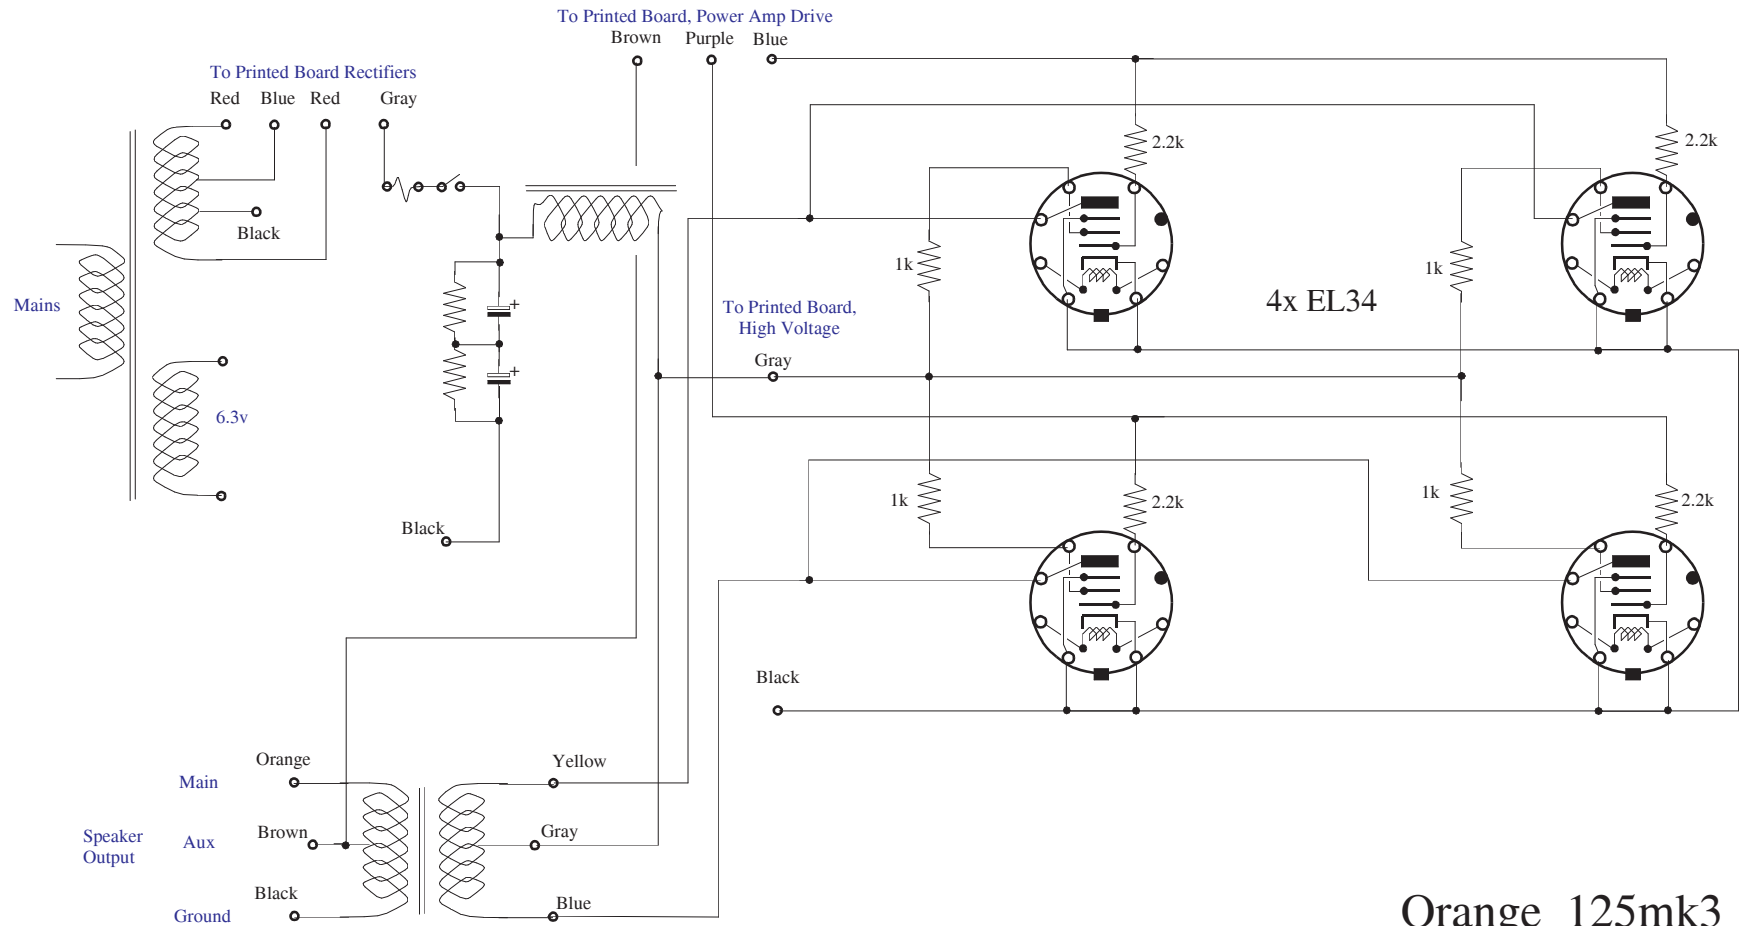 To Printed Board, Power Amp Drive
Brown Purple Blue
To Printed Board Rectifiers
Red Blue Red Gray
2.2k
2.2k
Black
1k
1k
Mains
+
To Printed Board,
High Voltage
4x EL34
Gray
+
6.3v
1k
2.2k
1k
2.2k
Black
Black
Orange
Yellow
Main
Brown
Gray
Speaker
Output
Aux
Black
Blue
Ground
Orange 125mk3